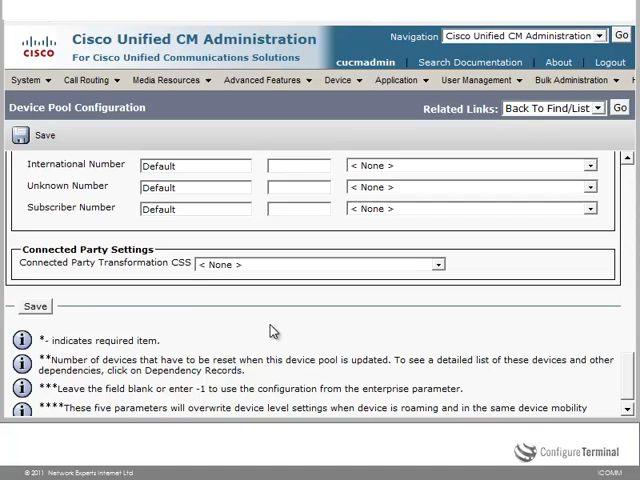 Cisco Unified CM Administration
Navigation Cisco Unified CM Administration Go
CISCO For Cisco Unified Communications Solutions
cucmadmin Search Documentation About Logout
System Call Routing Media Resources Advanced Features Device Application User Management Bulk Administration
Device Pool Configuration
Related Links: Back To Find/List Go
Save
International Number Default < None >
Unknown Number Default < None >
Subscriber Number Default < None >
Connected Party Settings
Connected Party Transformation CSS < None >
Save
*- indicates required item.
**Number of devices that have to be reset when this device pool is updated. To see a detailed list of these devices and other
dependencies, click on Dependency Records.
***Leave the field blank or enter -1 to use the configuration from the enterprise parameter.
****These five parameters will overwrite device level settings when device is roaming and in the same device mobility
ConfigureTerminal
© 2011 Network Experts Internet Ltd ICOMM